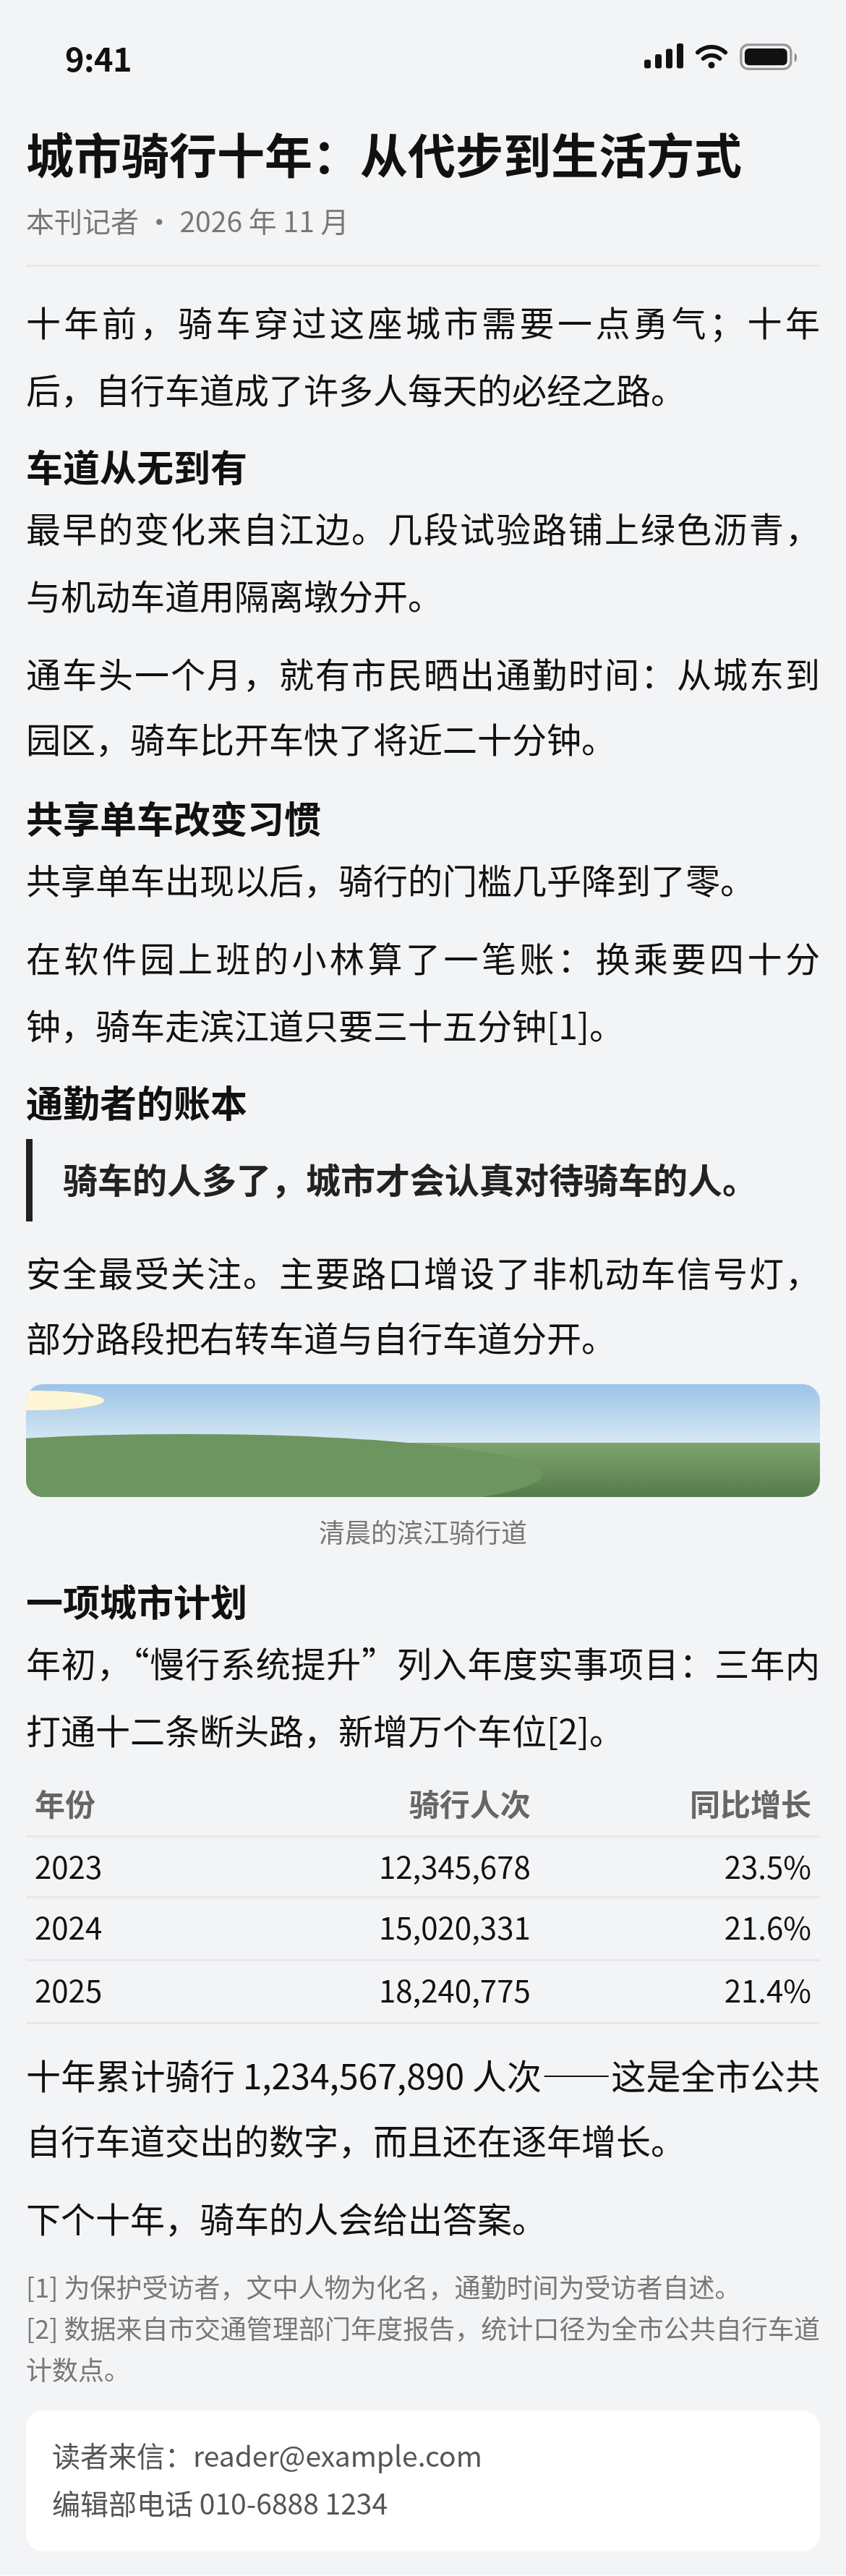 9:41
城市骑行十年：从代步到生活方式
本刊记者 · 2026 年 11 月
十年前，骑车穿过这座城市需要一点勇气；十年
后，自行车道成了许多人每天的必经之路。
车道从无到有
最早的变化来自江边。几段试验路铺上绿色沥青，
与机动车道用隔离墩分开。
通车头一个月，就有市民晒出通勤时间：从城东到
园区，骑车比开车快了将近二十分钟。
共享单车改变习惯
共享单车出现以后，骑行的门槛几乎降到了零。
在软件园上班的小林算了一笔账：换乘要四十分
钟，骑车走滨江道只要三十五分钟[1]。
通勤者的账本
骑车的人多了，城市才会认真对待骑车的人。
安全最受关注。主要路口增设了非机动车信号灯，
部分路段把右转车道与自行车道分开。
清晨的滨江骑行道
一项城市计划
年初，“慢行系统提升”列入年度实事项目：三年内
打通十二条断头路，新增万个车位[2]。
年份 骑行人次 同比增长
2023 12,345,678 23.5%
2024 15,020,331 21.6%
2025 18,240,775 21.4%
十年累计骑行 1,234,567,890 人次——这是全市公共
自行车道交出的数字，而且还在逐年增长。
下个十年，骑车的人会给出答案。
[1] 为保护受访者，文中人物为化名，通勤时间为受访者自述。
[2] 数据来自市交通管理部门年度报告，统计口径为全市公共自行车道
计数点。
读者来信：reader@example.com
编辑部电话 010-6888 1234